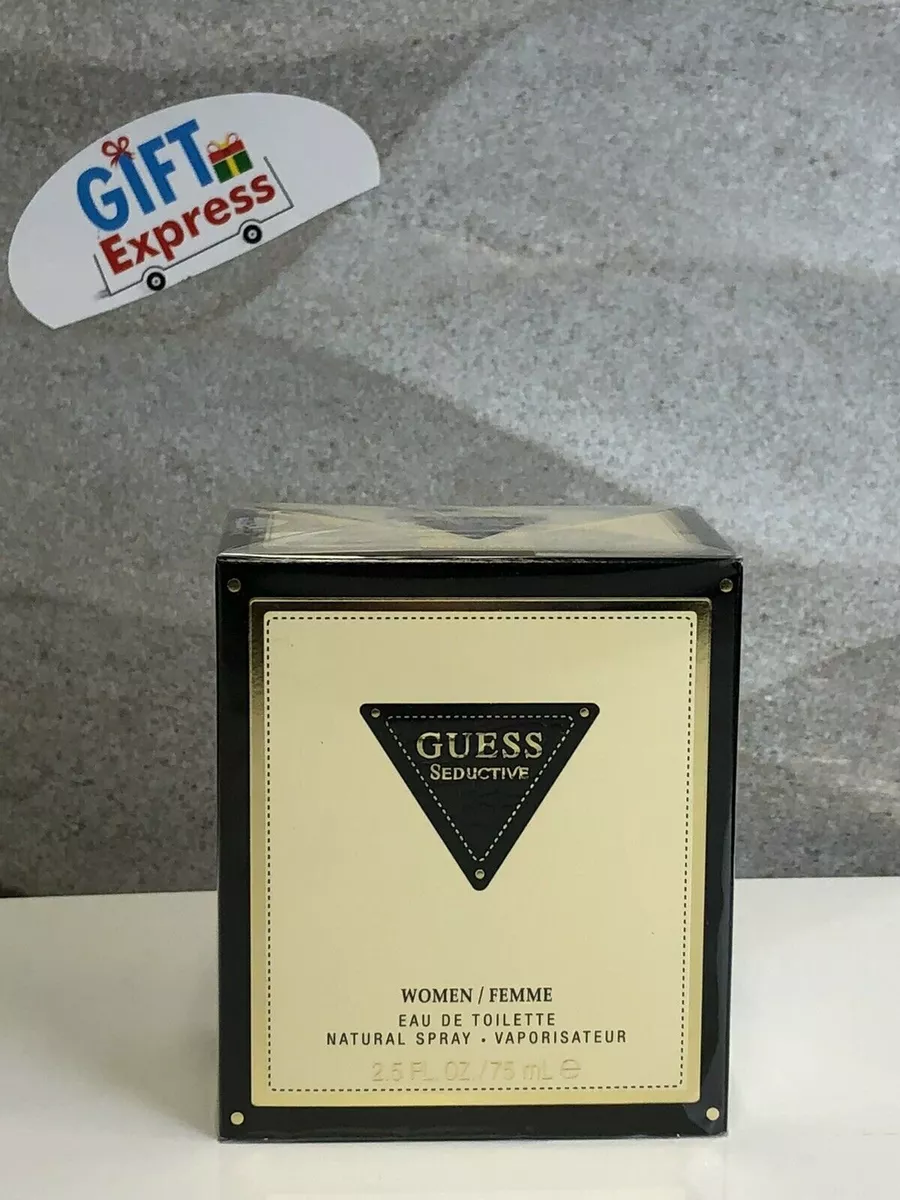 GIFT
Express
GUESS
SEDUCTIVE
WOMEN / FEMME
EAU DE TOILETTE
NATURAL SPRAY • VAPORISATEUR
2.5 FL. OZ. / 75 mL ℮